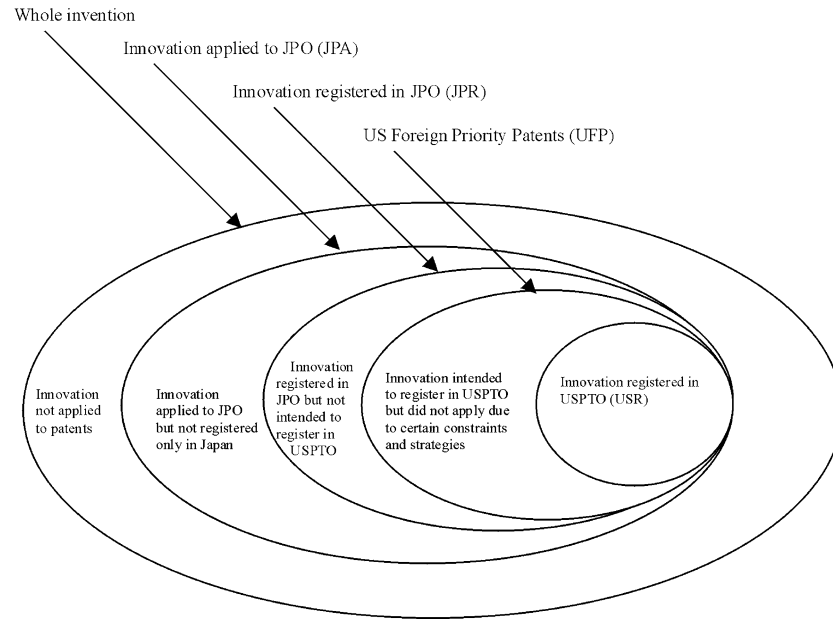 Whole invention
Innovation applied to JPO (JPA)
Innovation registered in JPO (JPR)
US Foreign Priority Patents (UFP)
Innovation
not applied
to patents
Innovation
applied to JPO
but not registered
only in Japan
Innovation
registered in
JPO but not
intended to
register in
USPTO
Innovation intended
to register in USPTO
but did not apply due
to certain constraints
and strategies
Innovation registered in
USPTO (USR)